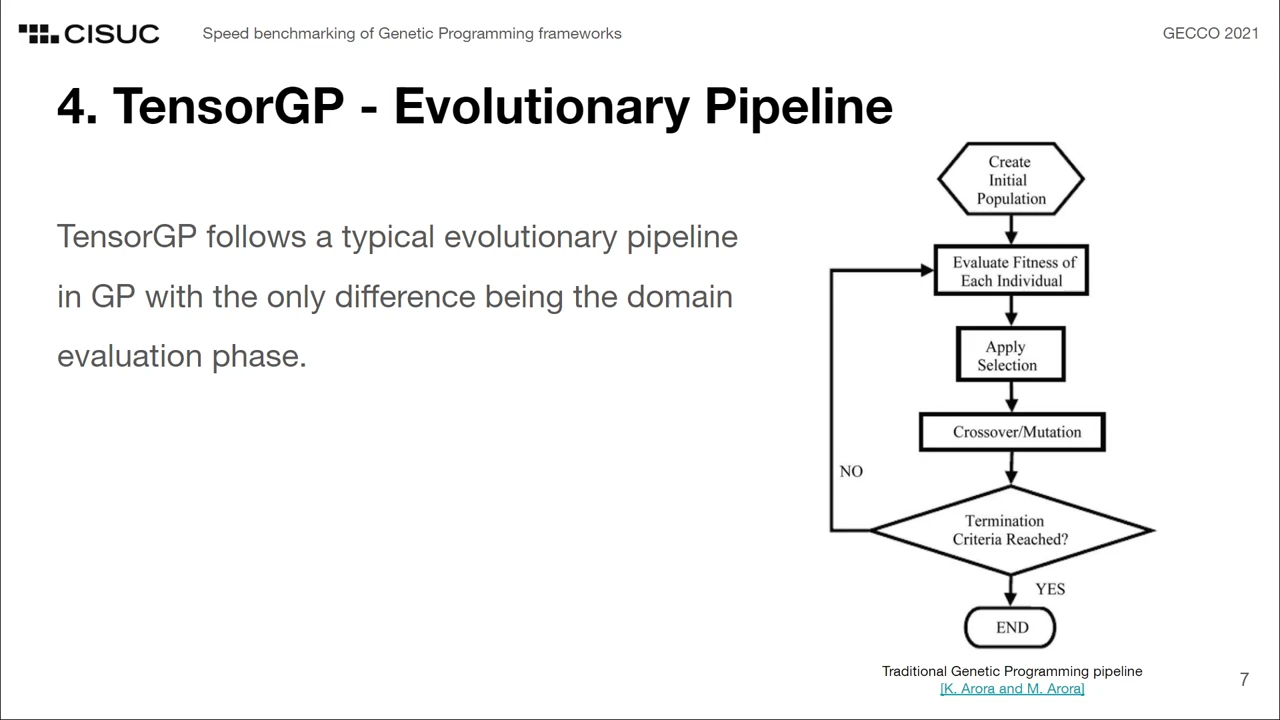 CISUC
Speed benchmarking of Genetic Programming frameworks
GECCO 2021
4. TensorGP - Evolutionary Pipeline
TensorGP follows a typical evolutionary pipeline
in GP with the only difference being the domain
evaluation phase.
Create
Initial
Population
Evaluate Fitness of
Each Individual
Apply
Selection
Crossover/Mutation
NO
Termination
Criteria Reached?
YES
END
Traditional Genetic Programming pipeline
[K. Arora and M. Arora]
7